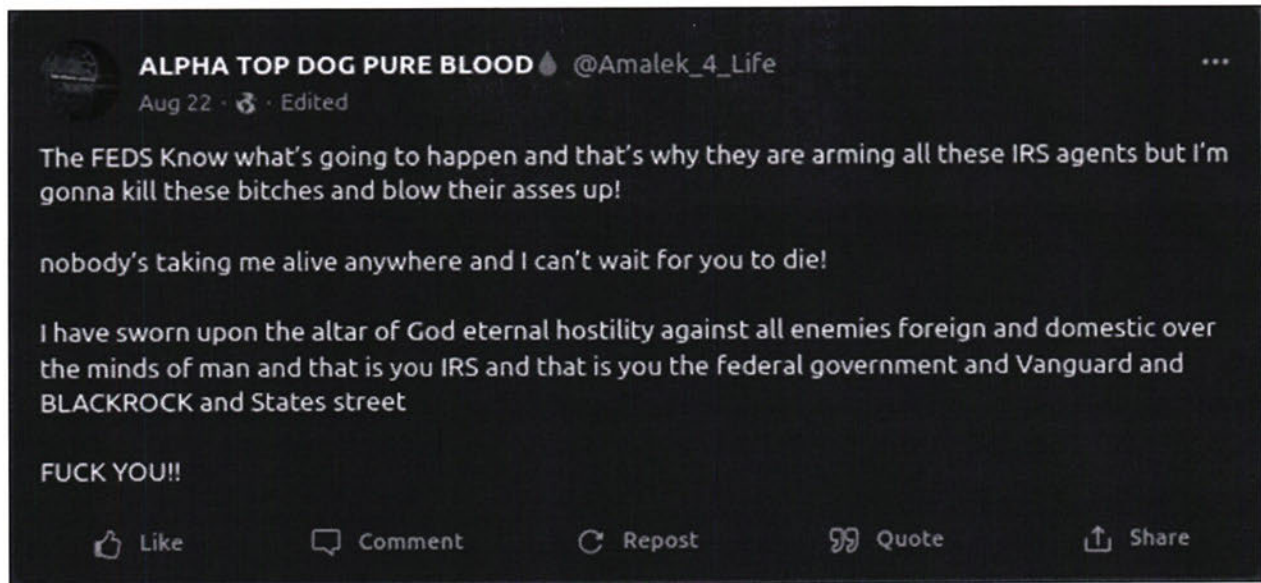 ALPHA TOP DOG PURE BLOOD🩸 @Amalek_4_Life
Aug 22 · Edited
The FEDS Know what's going to happen and that's why they are arming all these IRS agents but I'm
gonna kill these bitches and blow their asses up!
nobody's taking me alive anywhere and I can't wait for you to die!
I have sworn upon the altar of God eternal hostility against all enemies foreign and domestic over
the minds of man and that is you IRS and that is you the federal government and Vanguard and
BLACKROCK and States street
FUCK YOU!!
Like Comment Repost Quote Share